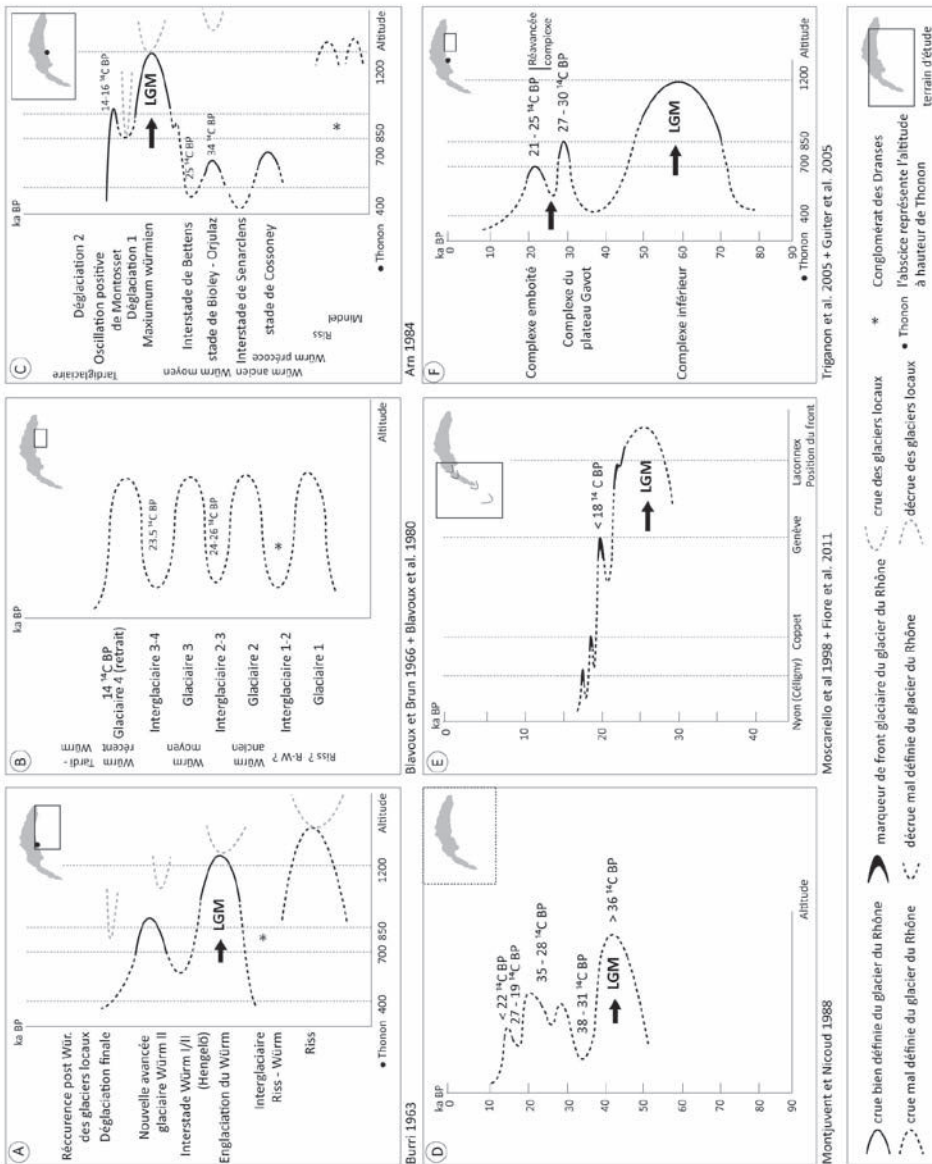 A
ka BP
Réccurence post Wür.
des glaciers locaux
Déglaciation finale
Nouvelle avancée
glaciaire Würm II
Interstade Würm I/II
(Hengelo)
Englaciation du Würm
Interglaciaire
Riss - Würm
Riss
LGM
*
400
700 850
1200
Altitude
● Thonon
Burri 1963
B
ka BP
Tardi -
Würm
Würm
récent
Würm
moyen
Würm
ancien
Riss ? R-W ?
14 ¹⁴C BP
Glaciaire 4 (retrait)
Interglaciaire 3-4
Glaciaire 3
Interglaciaire 2-3
Glaciaire 2
Interglaciaire 1-2
Glaciaire 1
23.5 ¹⁴C BP
24-26 ¹⁴C BP
*
Altitude
Blavoux et Brun 1966 + Blavoux et al. 1980
C
ka BP
Tardiglaciaire
Würm ancien Würm moyen
Würm précoce
Riss
Mindel
Déglaciation 2
Oscillation positive
de Montosset
Déglaciation 1
Maxiumum würmien
Interstade de Bettens
stade de Bioley - Orjulaz
Interstade de Senarclens
stade de Cossoney
14-16 ¹⁴C BP
LGM
25 ¹⁴C BP
34 ¹⁴C BP
*
400
700 850
1200
Altitude
● Thonon
Arn 1984
D
ka BP
0
10
20
30
40
50
60
70
80
90
< 22 ¹⁴C BP
27 - 19 ¹⁴C BP
35 - 28 ¹⁴C BP
38 - 31 ¹⁴C BP
LGM
> 36 ¹⁴C BP
Altitude
Montjuvent et Nicoud 1988
E
ka BP
0
10
20
30
40
< 18 ¹⁴C BP
LGM
Nyon (Céligny)
Coppet
Genève
Laconnex
Position du front
Moscariello et al 1998 + Fiore et al. 2011
F
ka BP
0
10
20
30
40
50
60
70
80
90
Complexe emboité
Complexe du
plateau Gavot
Complexe inférieur
21 - 25 ¹⁴C BP
27 - 30 ¹⁴C BP
Réavancée
complexe
LGM
400
700 850
1200
Altitude
● Thonon
Triganon et al. 2005 + Guiter et al. 2005
crue bien définie du glacier du Rhône
crue mal définie du glacier du Rhône
marqueur de front glaciaire du glacier du Rhône
décrue mal définie du glacier du Rhône
crue des glaciers locaux
décrue des glaciers locaux
* Conglomérat des Dranses
● Thonon l'abscice représente l'altitude
à hauteur de Thonon
terrain d'étude